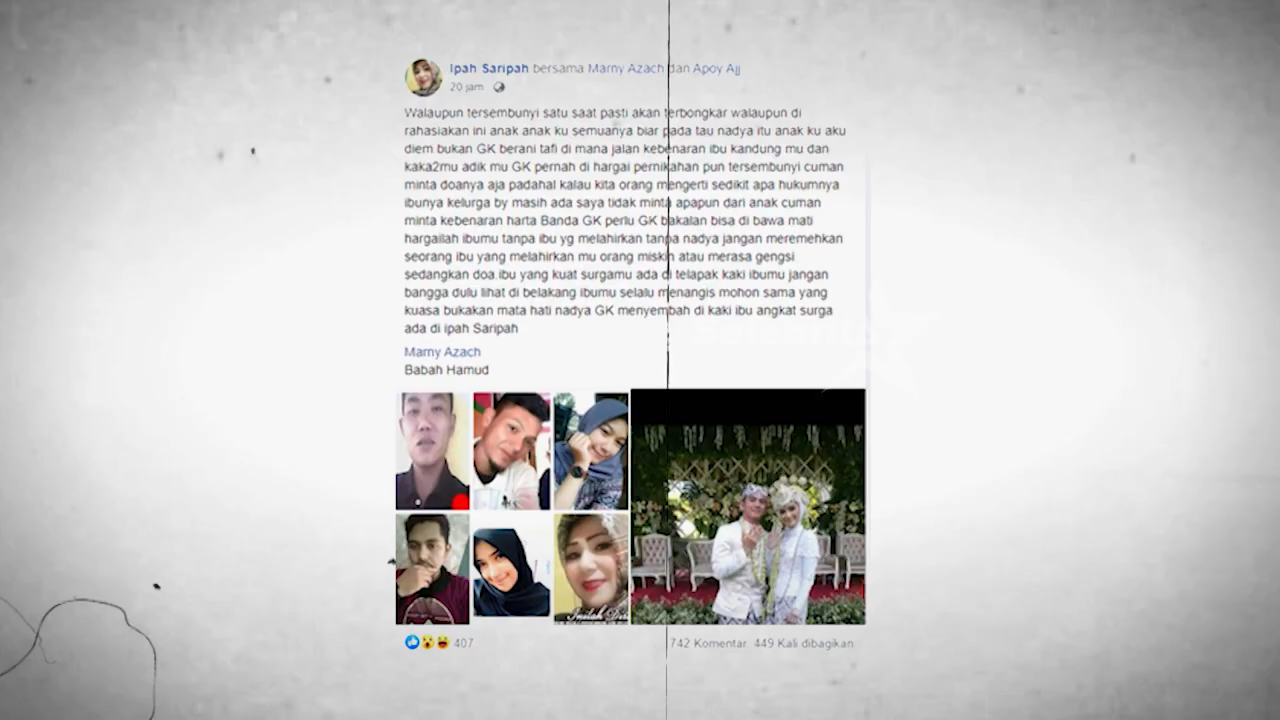 Ipah Saripah bersama Marny Azach dan Apoy Ajj
20 jam
Walaupun tersembunyi satu saat pasti akan terbongkar walaupun di
rahasiakan ini anak anak ku semuanya biar pada tau nadya itu anak ku aku
diem bukan GK berani tafi di mana jalan kebenaran ibu kandung mu dan
kaka2mu adik mu GK pernah di hargai pernikahan pun tersembunyi cuman
minta doanya aja padahal kalau kita orang mengerti sedikit apa hukumnya
ibunya kelurga by masih ada saya tidak minta apapun dari anak cuman
minta kebenaran harta Banda GK perlu GK bakalan bisa di bawa mati
hargailah ibumu tanpa ibu yg melahirkan tanpa nadya jangan meremehkan
seorang ibu yang melahirkan mu orang miskin atau merasa gengsi
sedangkan doa.ibu yang kuat surgamu ada di telapak kaki ibumu jangan
bangga dulu lihat di belakang ibumu selalu menangis mohon sama yang
kuasa bukakan mata hati nadya GK menyembah di kaki ibu angkat surga
ada di ipah Saripah
Marny Azach
Babah Hamud
407
742 Komentar 449 Kali dibagikan